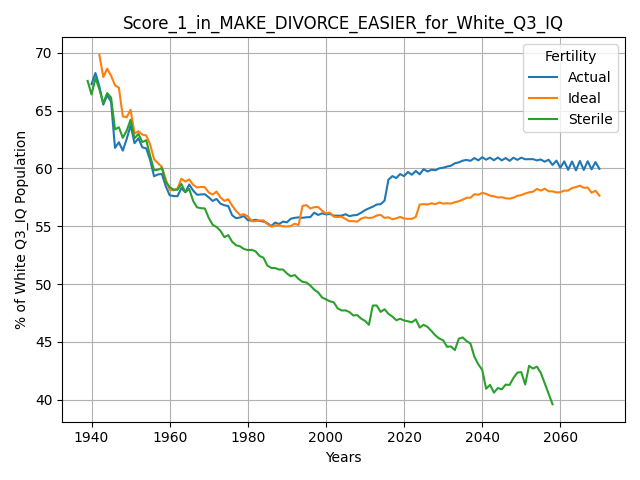 Score_1_in_MAKE_DIVORCE_EASIER_for_White_Q3_IQ
% of White Q3_IQ Population
70
65
60
55
50
45
40
Fertility
Actual
Ideal
Sterile
1940 1960 1980 2000 2020 2040 2060
Years